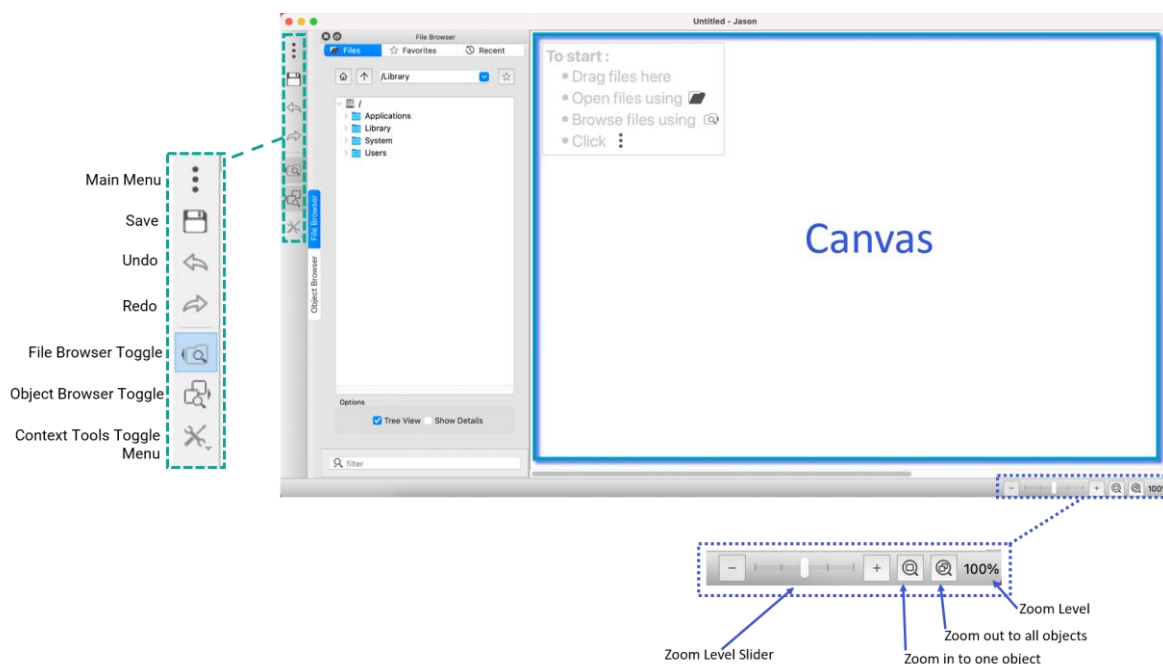 Untitled - Jason
File Browser
Files
Favorites
Recent
/Library
/
Applications
Library
System
Users
File Browser
Object Browser
Options
Tree View
Show Details
filter
To start :
Drag files here
Open files using
Browse files using
Click
Canvas
100%
Main Menu
Save
Undo
Redo
File Browser Toggle
Object Browser Toggle
Context Tools Toggle
Menu
100%
Zoom Level
Zoom out to all objects
Zoom in to one object
Zoom Level Slider